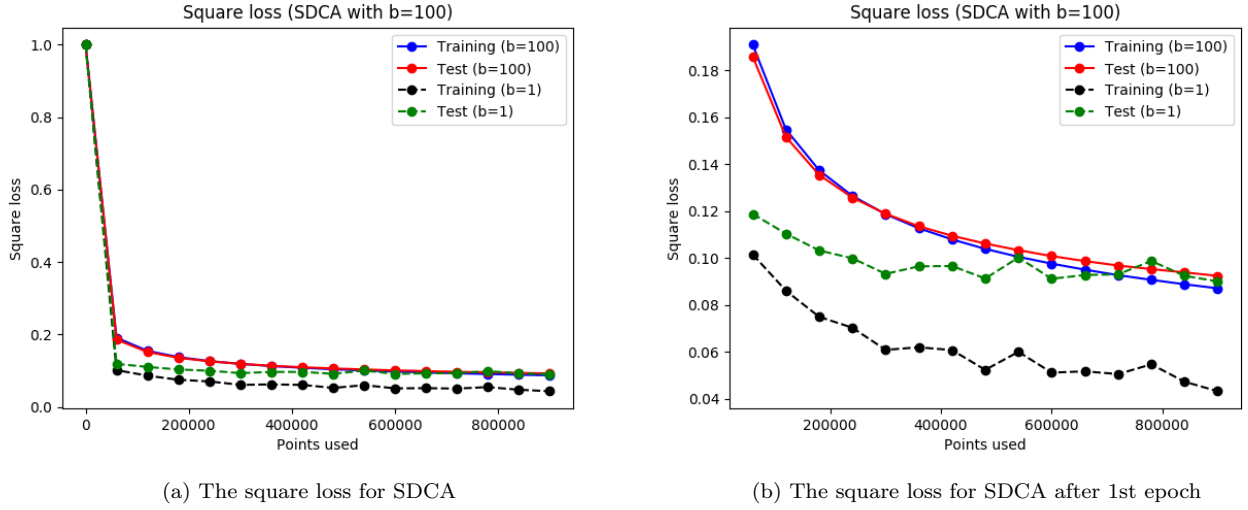 Square loss (SDCA with b=100)
1.0
0.8
0.6
0.4
0.2
0.0
Square loss
Training (b=100)
Test (b=100)
Training (b=1)
Test (b=1)
0
200000
400000
600000
800000
Points used
(a) The square loss for SDCA
Square loss (SDCA with b=100)
0.18
0.16
0.14
0.12
0.10
0.08
0.06
0.04
Square loss
Training (b=100)
Test (b=100)
Training (b=1)
Test (b=1)
200000
400000
600000
800000
Points used
(b) The square loss for SDCA after 1st epoch